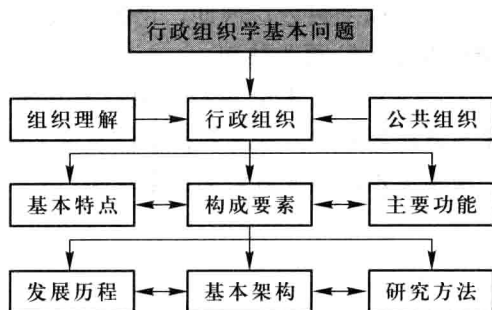 行政组织学基本问题
组织理解
行政组织
公共组织
基本特点
构成要素
主要功能
发展历程
基本架构
研究方法